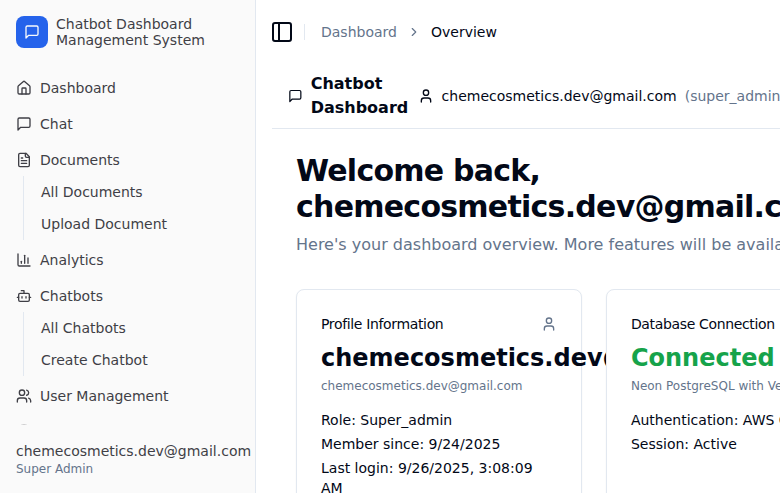 Chatbot Dashboard
Management System
Dashboard
Chat
Documents
All Documents
Upload Document
Analytics
Chatbots
All Chatbots
Create Chatbot
User Management
chemecosmetics.dev@gmail.com
Super Admin
Dashboard > Overview
Chatbot
Dashboard
chemecosmetics.dev@gmail.com (super_admin
Welcome back,
chemecosmetics.dev@gmail.c
Here's your dashboard overview. More features will be availa
Profile Information
chemecosmetics.dev
chemecosmetics.dev@gmail.com
Role: Super_admin
Member since: 9/24/2025
Last login: 9/26/2025, 3:08:09
AM
Database Connection
Connected
Neon PostgreSQL with Ve
Authentication: AWS
Session: Active